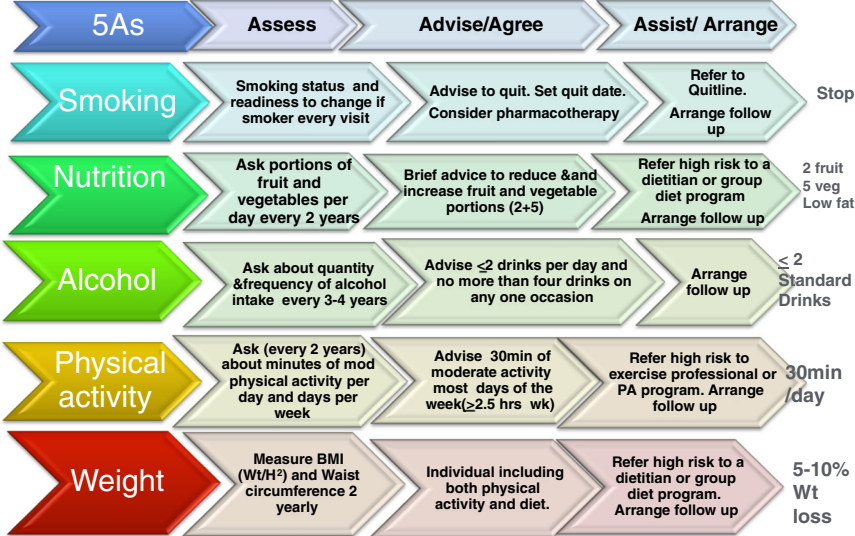 5As
Assess
Advise/Agree
Assist/ Arrange
Smoking
Smoking status and
readiness to change if
smoker every visit
Advise to quit. Set quit date.
Consider pharmacotherapy
Refer to
Quitline.
Arrange follow
up
Stop
Nutrition
Ask portions of
fruit and
vegetables per
day every 2 years
Brief advice to reduce &and
increase fruit and vegetable
portions (2+5)
Refer high risk to a
dietitian or group
diet program
Arrange follow up
2 fruit
5 veg
Low fat
Alcohol
Ask about quantity
&frequency of alcohol
intake every 3-4 years
Advise ≤2 drinks per day and
no more than four drinks on
any one occasion
Arrange
follow up
≤ 2
Standard
Drinks
Physical
activity
Ask (every 2 years)
about minutes of mod
physical activity per
day and days per
week
Advise 30min of
moderate activity
most days of the
week(≥2.5 hrs wk)
Refer high risk to
exercise professional or
PA program. Arrange
follow up
30min
/day
Weight
Measure BMI
(Wt/H²) and Waist
circumference 2
yearly
Individual including
both physical
activity and diet.
Refer high risk to a
dietitian or group
diet program.
Arrange follow up
5-10%
Wt
loss